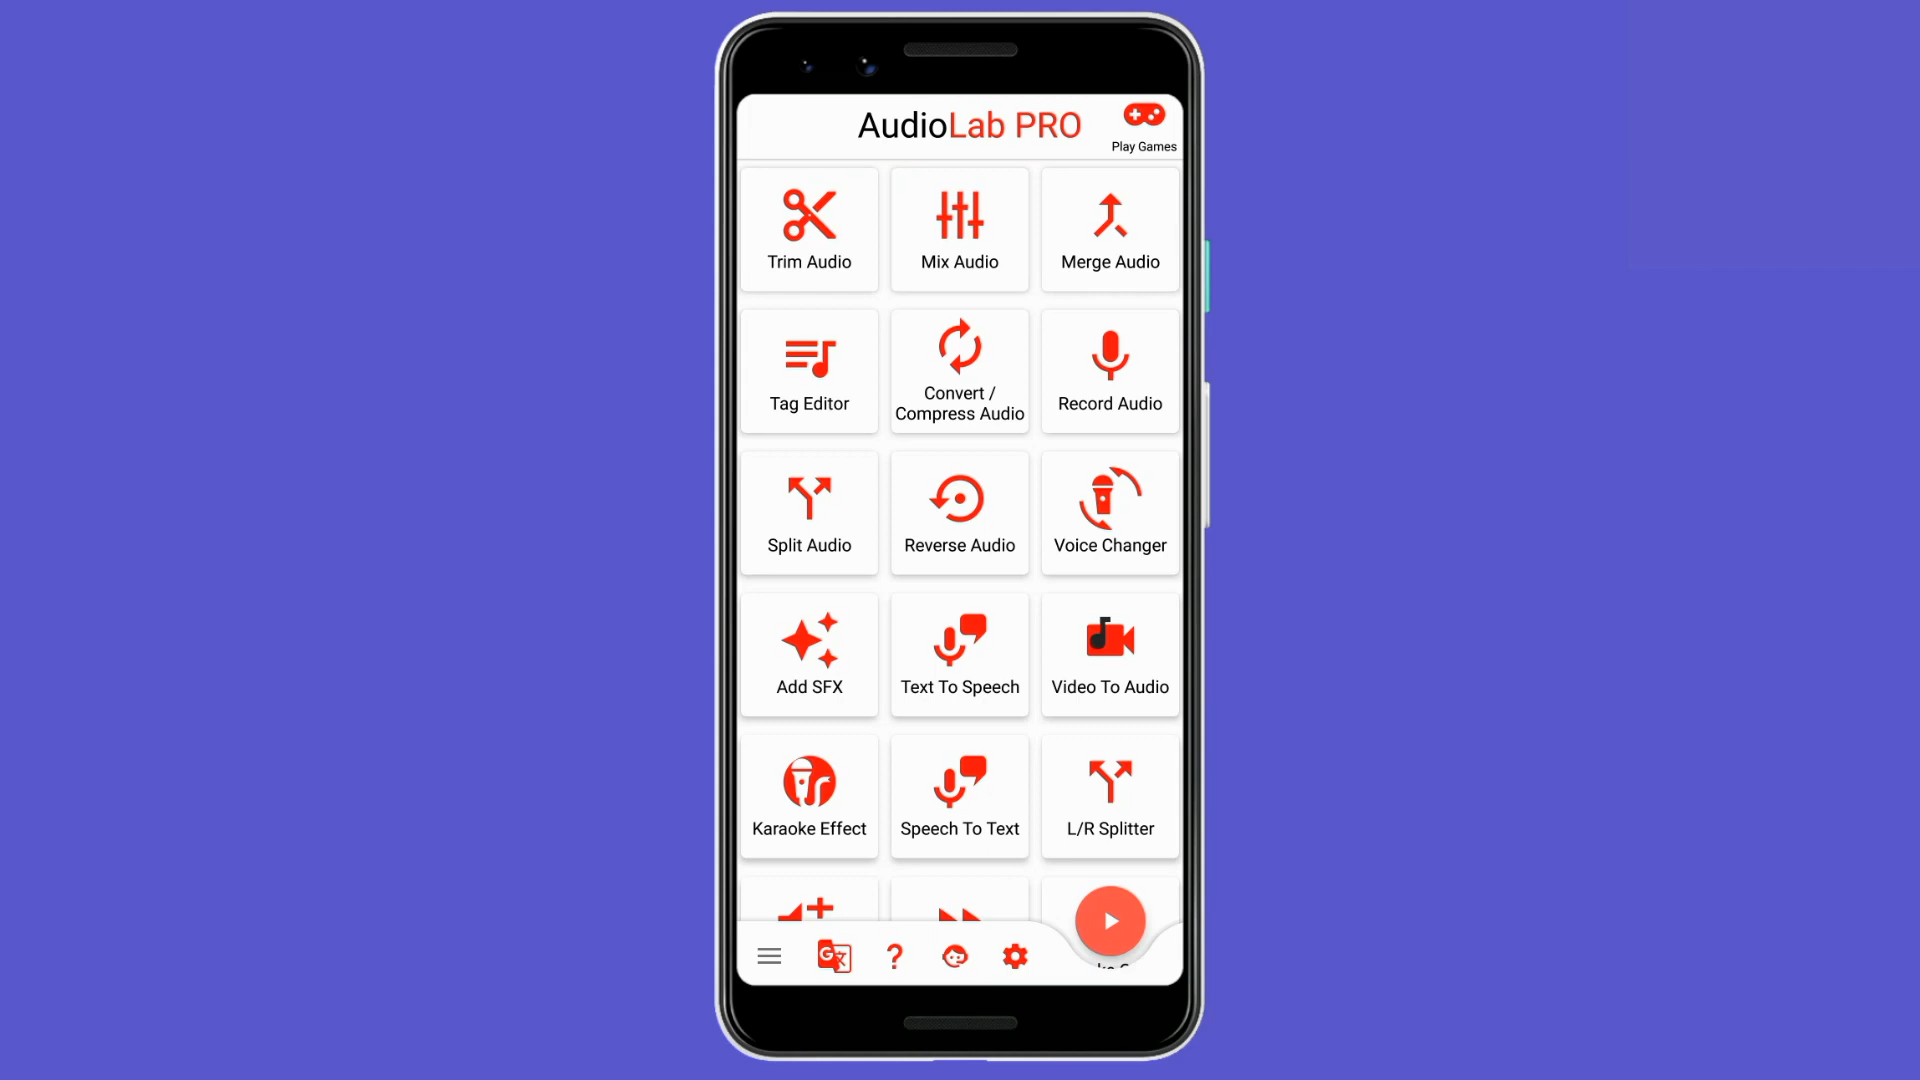 AudioLab PRO
Play Games
Trim Audio
Mix Audio
Merge Audio
Tag Editor
Convert /
Compress Audio
Record Audio
Split Audio
Reverse Audio
Voice Changer
Add SFX
Text To Speech
Video To Audio
Karaoke Effect
Speech To Text
L/R Splitter